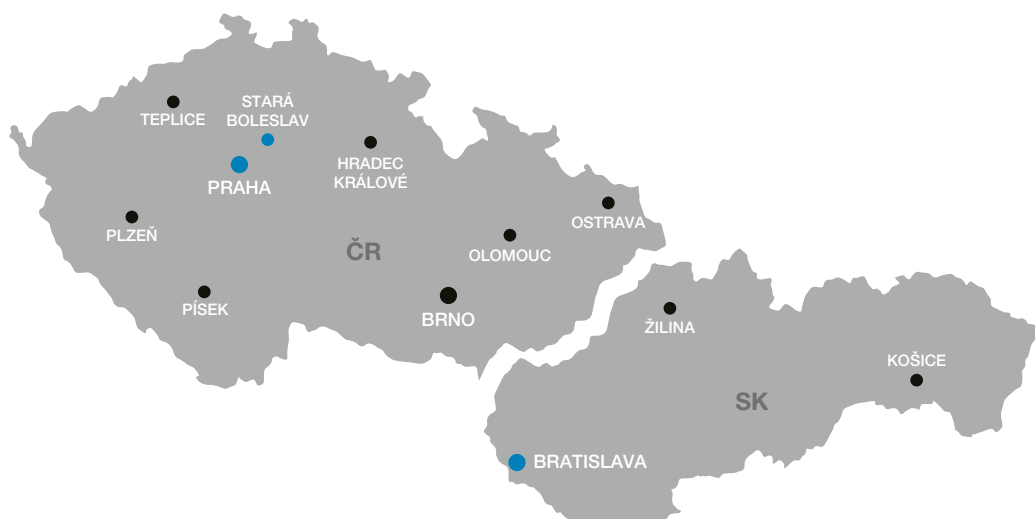 STARÁ
BOLESLAV
TEPLICE
HRADEC
KRÁLOVÉ
PRAHA
OSTRAVA
PLZEŇ
ČR
OLOMOUC
PÍSEK
BRNO
ŽILINA
KOŠICE
SK
BRATISLAVA